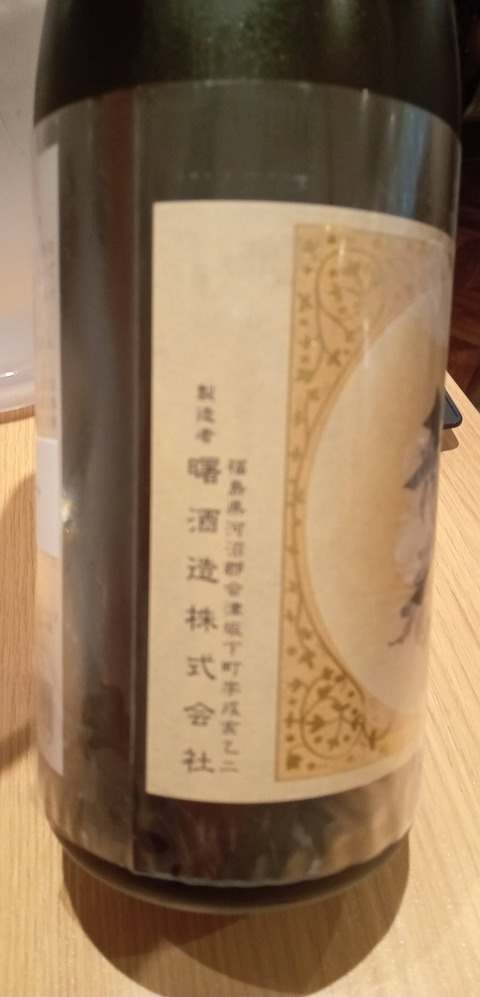 福島県河沼郡会津坂下町字戌亥乙二
製造者
曙酒造株式会社